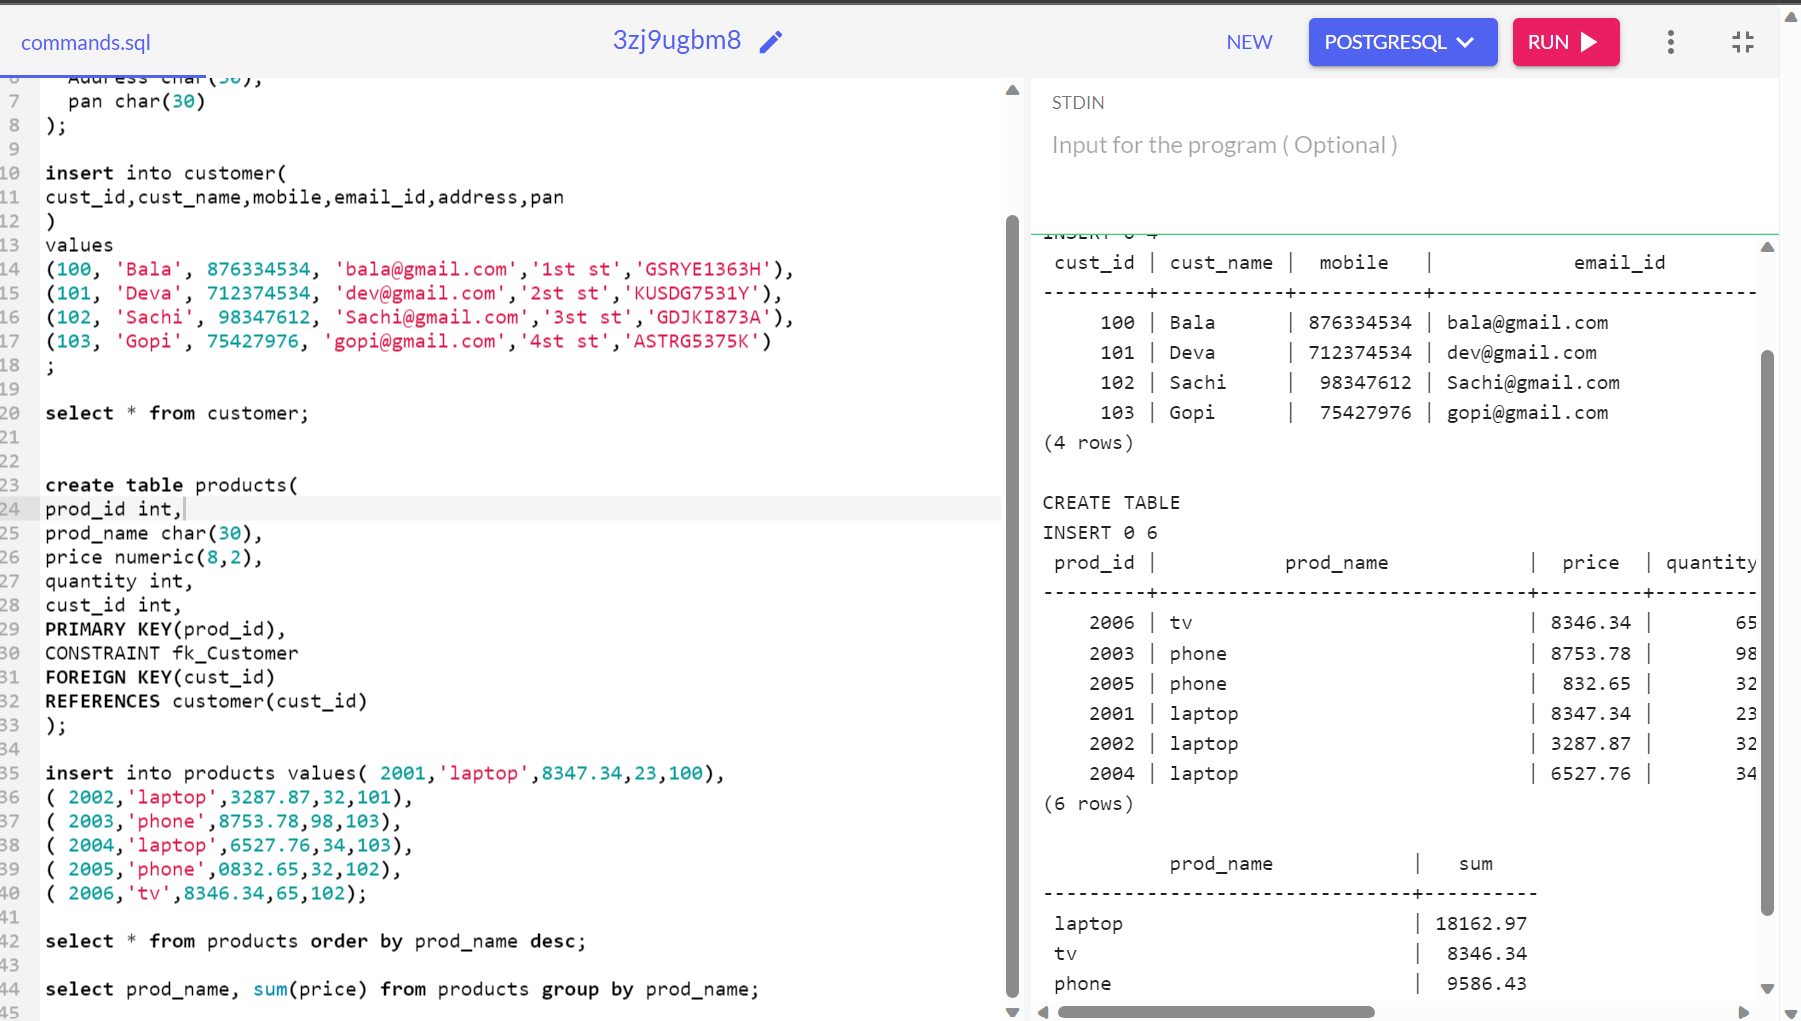 commands.sql
3zj9ugbm8
NEW
POSTGRESQL
RUN
6 Address char(50),
7 pan char(30)
8 );
9
10 insert into customer(
11 cust_id,cust_name,mobile,email_id,address,pan
12 )
13 values
14 (100, 'Bala', 876334534, 'bala@gmail.com','1st st','GSRYE1363H'),
15 (101, 'Deva', 712374534, 'dev@gmail.com','2st st','KUSDG7531Y'),
16 (102, 'Sachi', 98347612, 'Sachi@gmail.com','3st st','GDJKI873A'),
17 (103, 'Gopi', 75427976, 'gopi@gmail.com','4st st','ASTRG5375K')
18 ;
19
20 select * from customer;
21
22
23 create table products(
24 prod_id int,
25 prod_name char(30),
26 price numeric(8,2),
27 quantity int,
28 cust_id int,
29 PRIMARY KEY(prod_id),
30 CONSTRAINT fk_Customer
31 FOREIGN KEY(cust_id)
32 REFERENCES customer(cust_id)
33 );
34
35 insert into products values( 2001,'laptop',8347.34,23,100),
36 ( 2002,'laptop',3287.87,32,101),
37 ( 2003,'phone',8753.78,98,103),
38 ( 2004,'laptop',6527.76,34,103),
39 ( 2005,'phone',0832.65,32,102),
40 ( 2006,'tv',8346.34,65,102);
41
42 select * from products order by prod_name desc;
43
44 select prod_name, sum(price) from products group by prod_name;
45
STDIN
Input for the program ( Optional )
INSERT 0 4
cust_id | cust_name | mobile | email_id
---------+-----------+-----------+----------------------------
100 | Bala | 876334534 | bala@gmail.com
101 | Deva | 712374534 | dev@gmail.com
102 | Sachi | 98347612 | Sachi@gmail.com
103 | Gopi | 75427976 | gopi@gmail.com
(4 rows)
CREATE TABLE
INSERT 0 6
prod_id | prod_name | price | quantity
---------+--------------------------------+---------+---------
2006 | tv | 8346.34 | 65
2003 | phone | 8753.78 | 98
2005 | phone | 832.65 | 32
2001 | laptop | 8347.34 | 23
2002 | laptop | 3287.87 | 32
2004 | laptop | 6527.76 | 34
(6 rows)
prod_name | sum
--------------------------------+----------
laptop | 18162.97
tv | 8346.34
phone | 9586.43